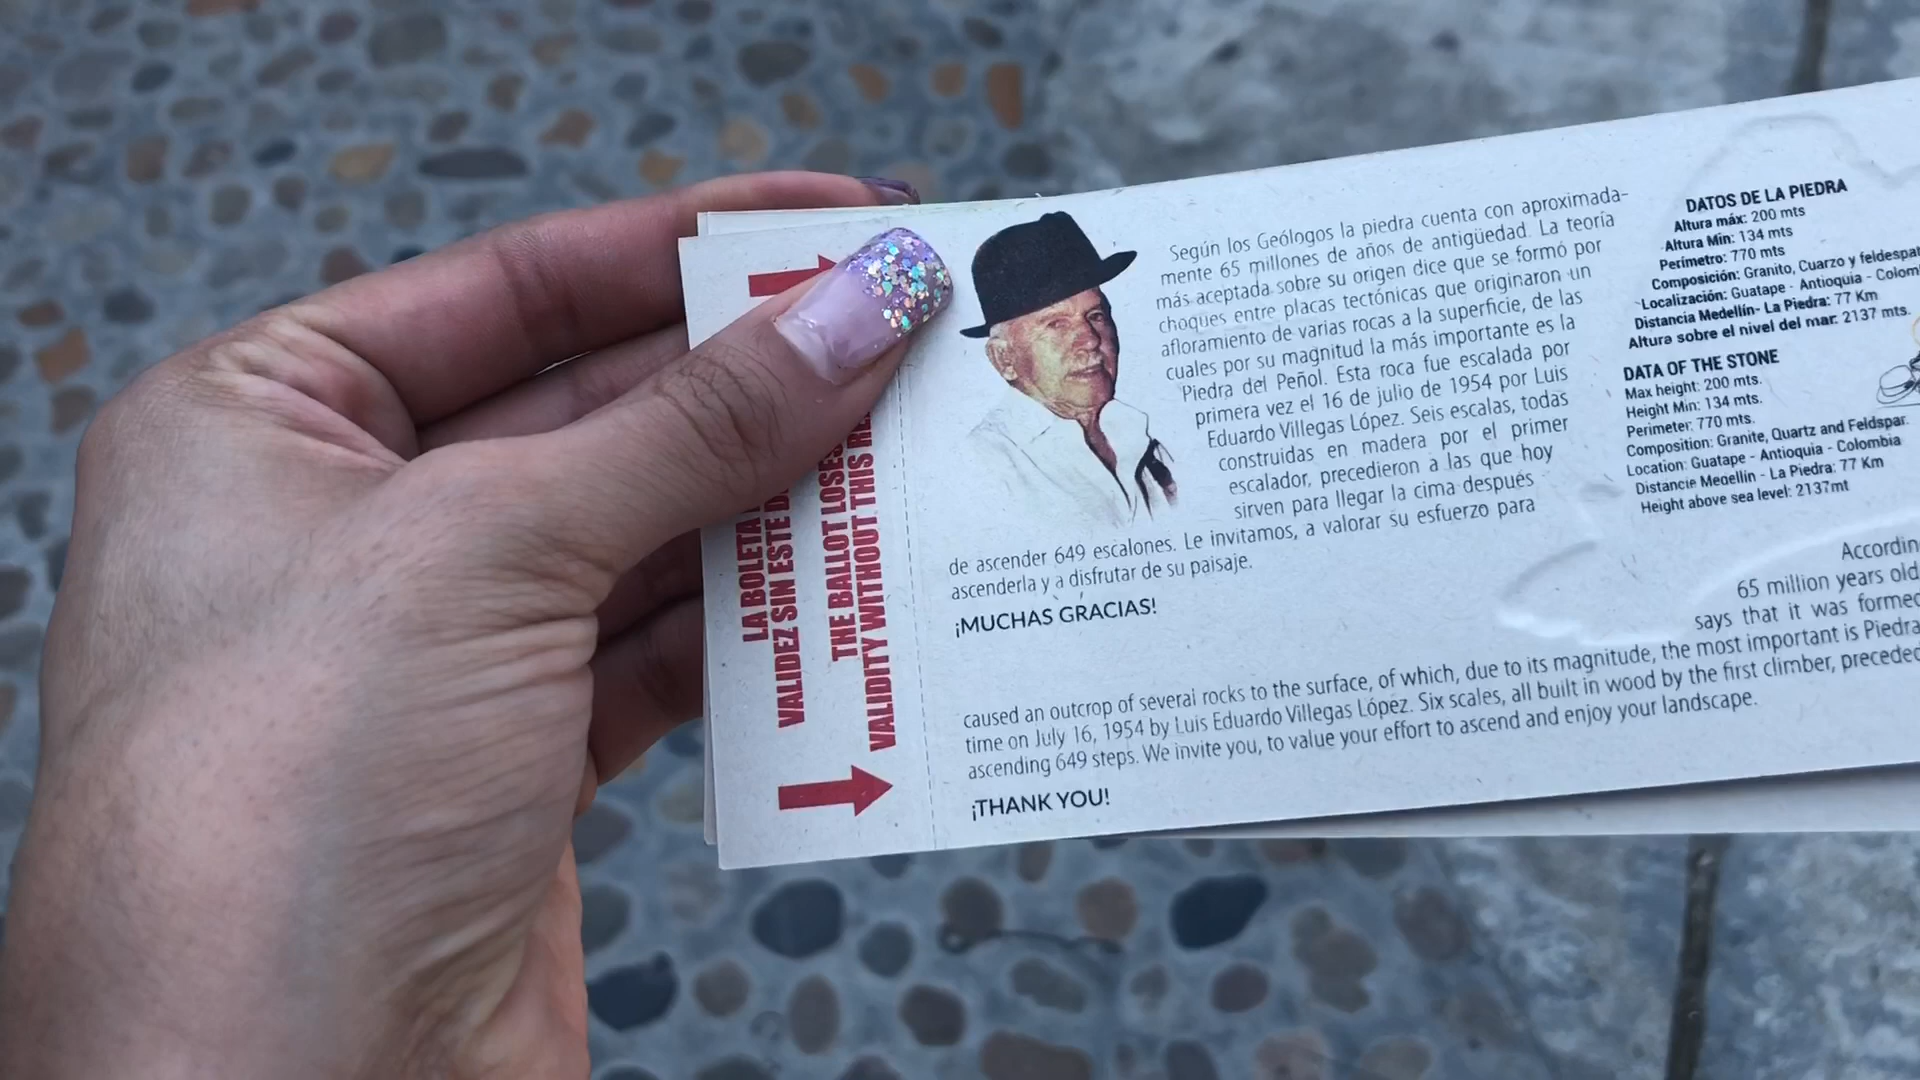 LA BOLETA
VALIDEZ SIN ESTE
THE BALLOT LOSES
VALIDITY WITHOUT THIS
Según los Geólogos la piedra cuenta con aproximada-
mente 65 millones de años de antigüedad. La teoría
más aceptada sobre su origen dice que se formó por
choques entre placas tectónicas que originaron un
afloramiento de varias rocas a la superficie, de las
cuales por su magnitud la más importante es la
Piedra del Peñol. Esta roca fue escalada por
primera vez el 16 de julio de 1954 por Luis
Eduardo Villegas López. Seis escalas, todas
construidas en madera por el primer
escalador, precedieron a las que hoy
sirven para llegar la cima después
de ascender 649 escalones. Le invitamos, a valorar su esfuerzo para
ascenderla y a disfrutar de su paisaje.
¡MUCHAS GRACIAS!
DATOS DE LA PIEDRA
Altura máx: 200 mts
Altura Mín: 134 mts
Perímetro: 770 mts
Composición: Granito, Cuarzo y feldespat
Localización: Guatape - Antioquia - Colom
Distancia Medellín- La Piedra: 77 Km
Altura sobre el nivel del mar: 2137 mts.
DATA OF THE STONE
Max height: 200 mts.
Height Min: 134 mts.
Perimeter: 770 mts.
Composition: Granite, Quartz and Feldspar.
Location: Guatape - Antioquia - Colombia
Distancie Medellín - La Piedra: 77 Km
Height above sea level: 2137mt
Accordin
65 million years old
says that it was formed
caused an outcrop of several rocks to the surface, of which, due to its magnitude, the most important is Piedra
time on July 16, 1954 by Luis Eduardo Villegas López. Six scales, all built in wood by the first climber, preceded
ascending 649 steps. We invite you, to value your effort to ascend and enjoy your landscape.
¡THANK YOU!